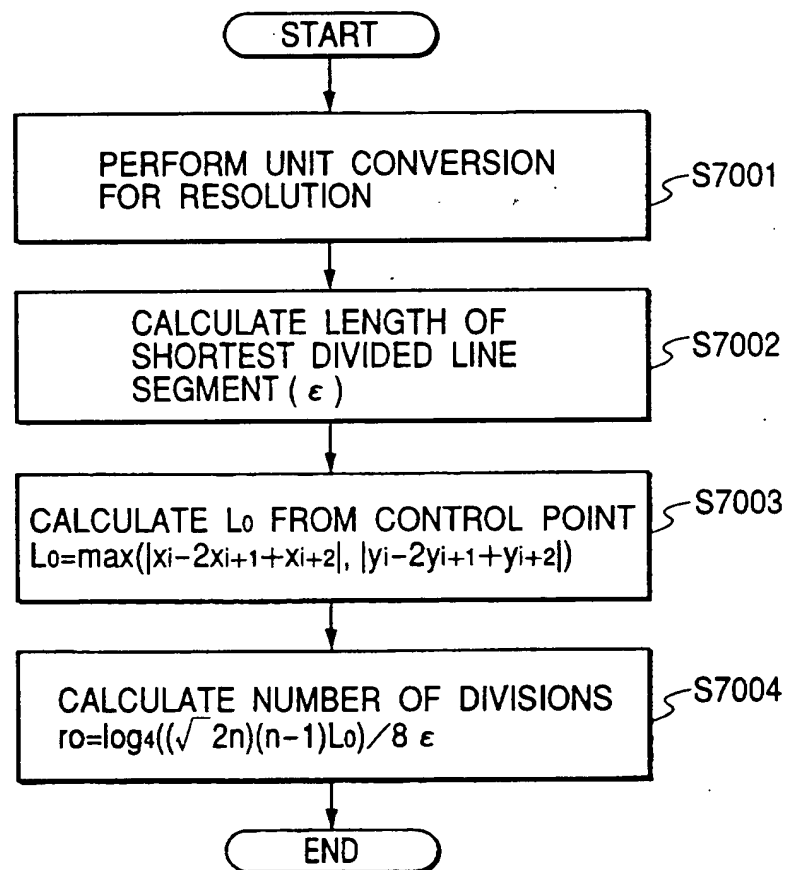 START
PERFORM UNIT CONVERSION
FOR RESOLUTION
S7001
CALCULATE LENGTH OF
SHORTEST DIVIDED LINE
SEGMENT ( ε )
S7002
CALCULATE L0 FROM CONTROL POINT
L0=max(|xi-2xi+1+xi+2|, |yi-2yi+1+yi+2|)
S7003
CALCULATE NUMBER OF DIVISIONS
ro=log4((√ 2n)(n-1)L0)/8 ε
S7004
END